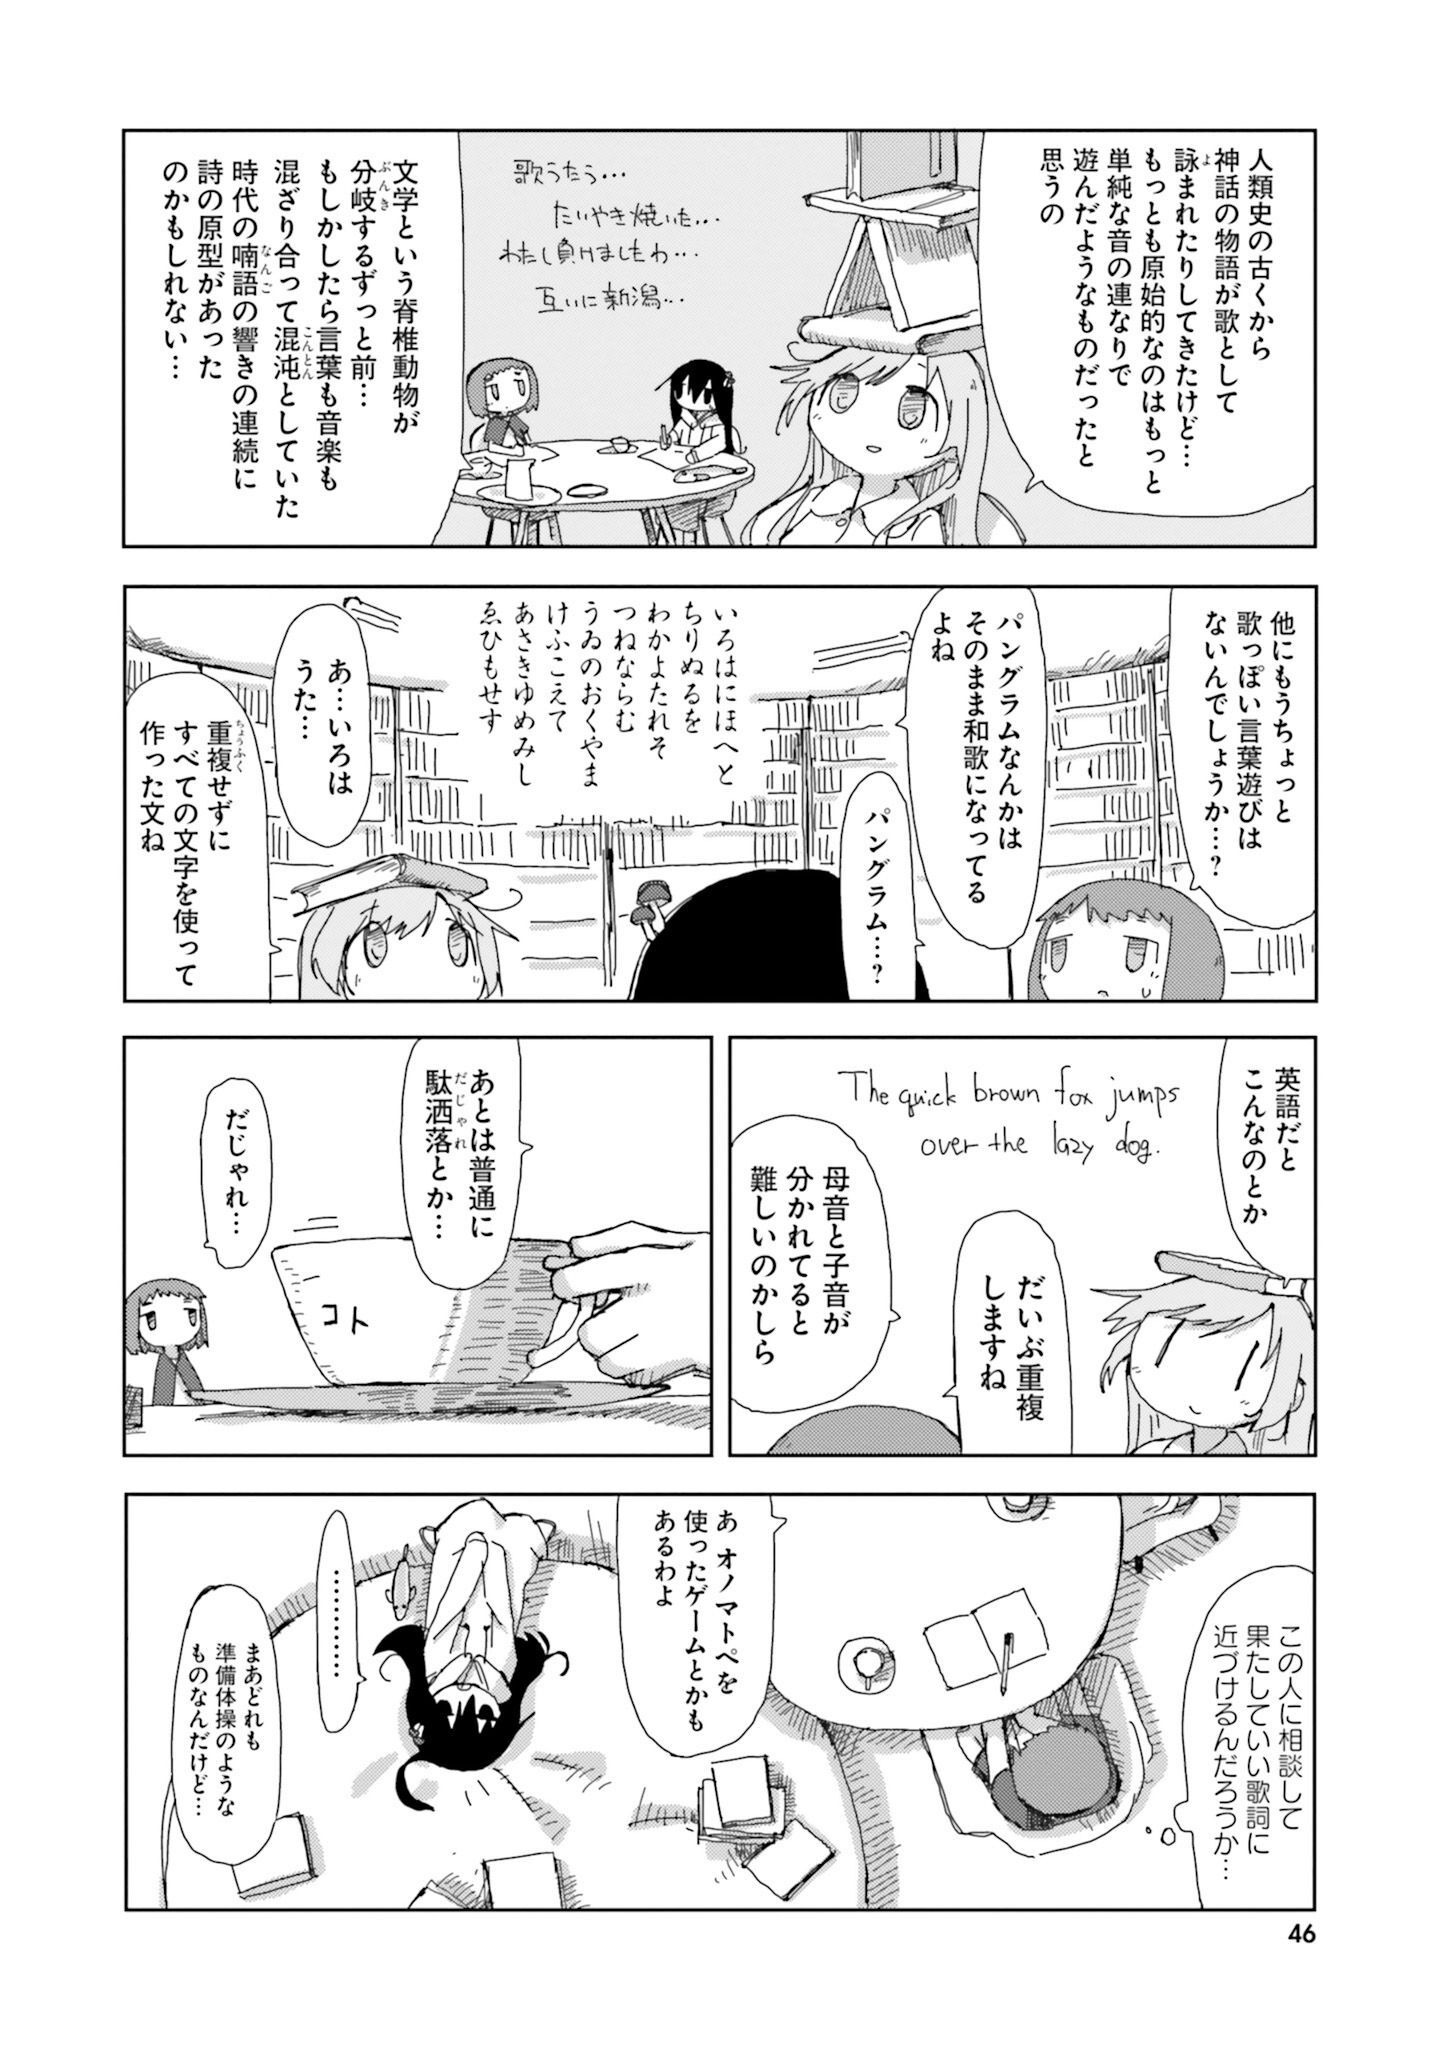 人類史の古くから
神話の物語が歌として
詠まれたりしてきたけど…
もっとも原始的なのはもっと
単純な音の連なりで
遊んだようなものだったと
思うの
歌うたう…
たいやき焼いた…
わたし負けましたわ…
互いに新潟…
文学という脊椎動物が
分岐するずっと前…
もしかしたら言葉も音楽も
混ざり合って混沌としていた
時代の喃語の響きの連続に
詩の原型があった
のかもしれない…
他にもうちょっと
歌っぽい言葉遊びは
ないんでしょうか…?
パングラムなんかは
そのまま和歌になってる
よね
パングラム…?
いろはにほへと
ちりぬるを
わかよたれそ
つねならむ
うゐのおくやま
けふこえて
あさきゆめみし
ゑひもせす
あ…いろは
うた…
重複せずに
すべての文字を使って
作った文ね
英語だと
こんなのとか
The quick brown fox jumps
over the lazy dog.
だいぶ重複
しますね
母音と子音が
分かれてると
難しいのかしら
あとは普通に
駄洒落とか…
コト
だじゃれ…
この人に相談して
果たしていい歌詞に
近づけるんだろうか…
あ オノマトペを
使ったゲームとかも
あるわよ
………
まあどれも
準備体操のような
ものなんだけど…
46